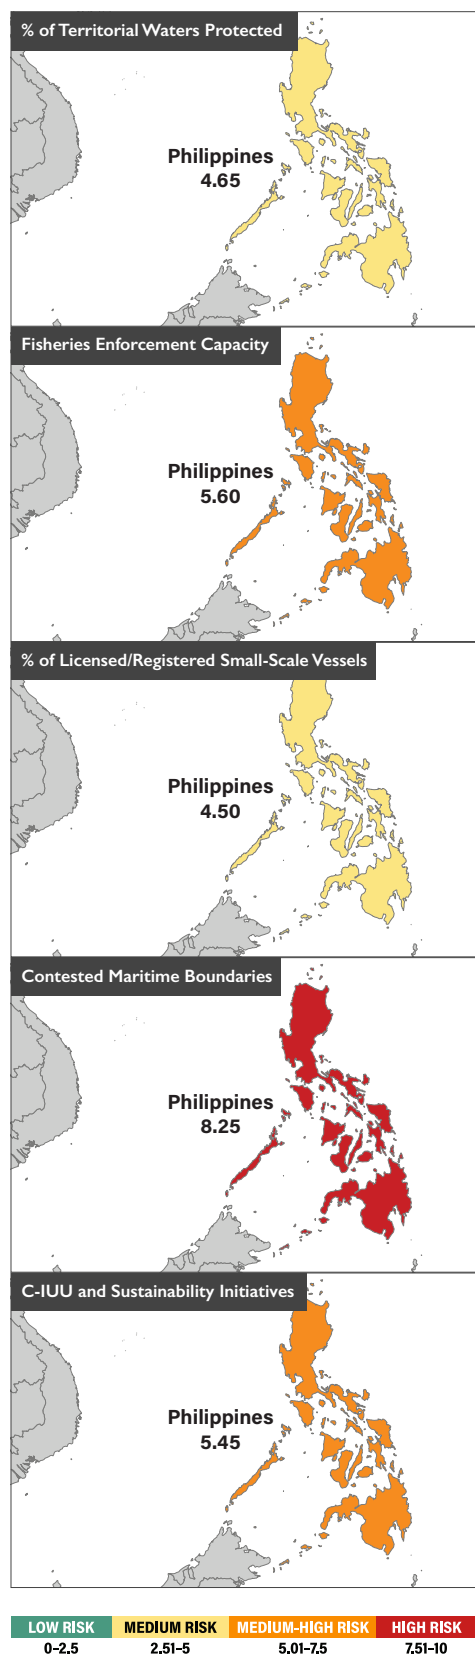 % of Territorial Waters Protected
Philippines
4.65
Fisheries Enforcement Capacity
Philippines
5.60
% of Licensed/Registered Small-Scale Vessels
Philippines
4.50
Contested Maritime Boundaries
Philippines
8.25
C-IUU and Sustainability Initiatives
Philippines
5.45
LOW RISK MEDIUM RISK MEDIUM-HIGH RISK HIGH RISK
0–2.5 2.51–5 5.01–7.5 7.51–10